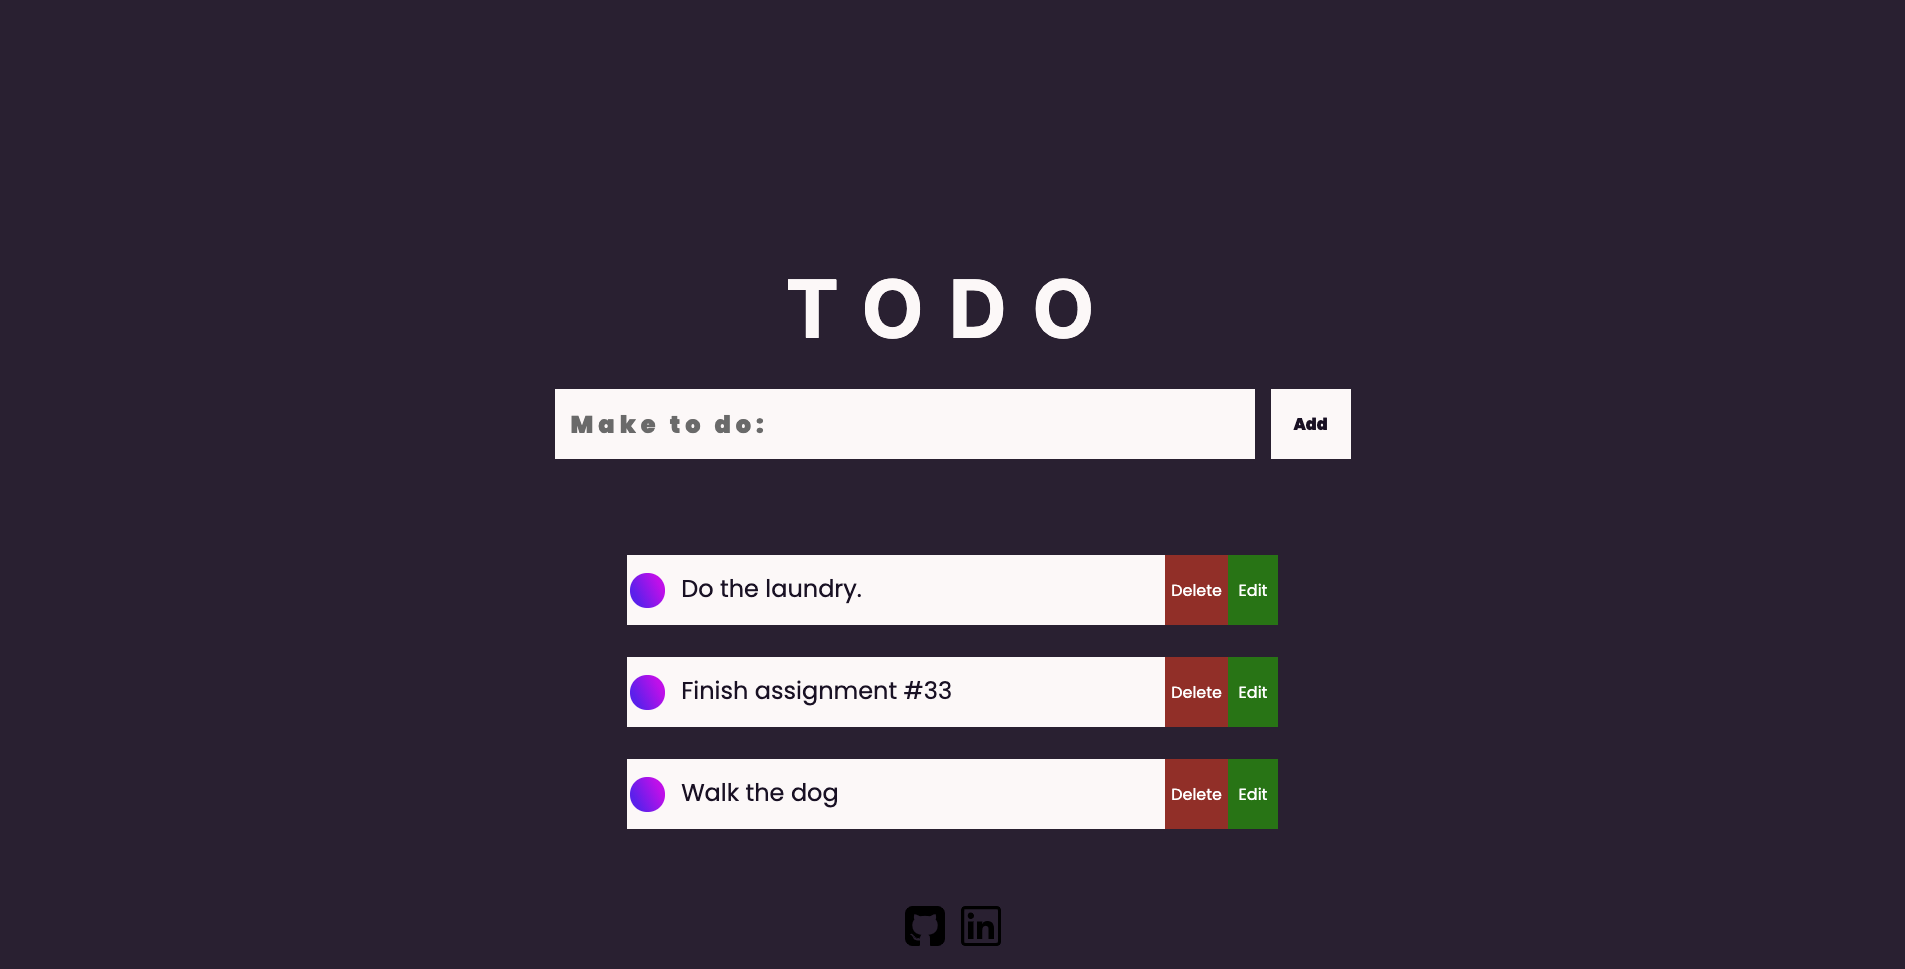 TODO
Make to do:
Add
Do the laundry.
Delete
Edit
Finish assignment #33
Delete
Edit
Walk the dog
Delete
Edit
in